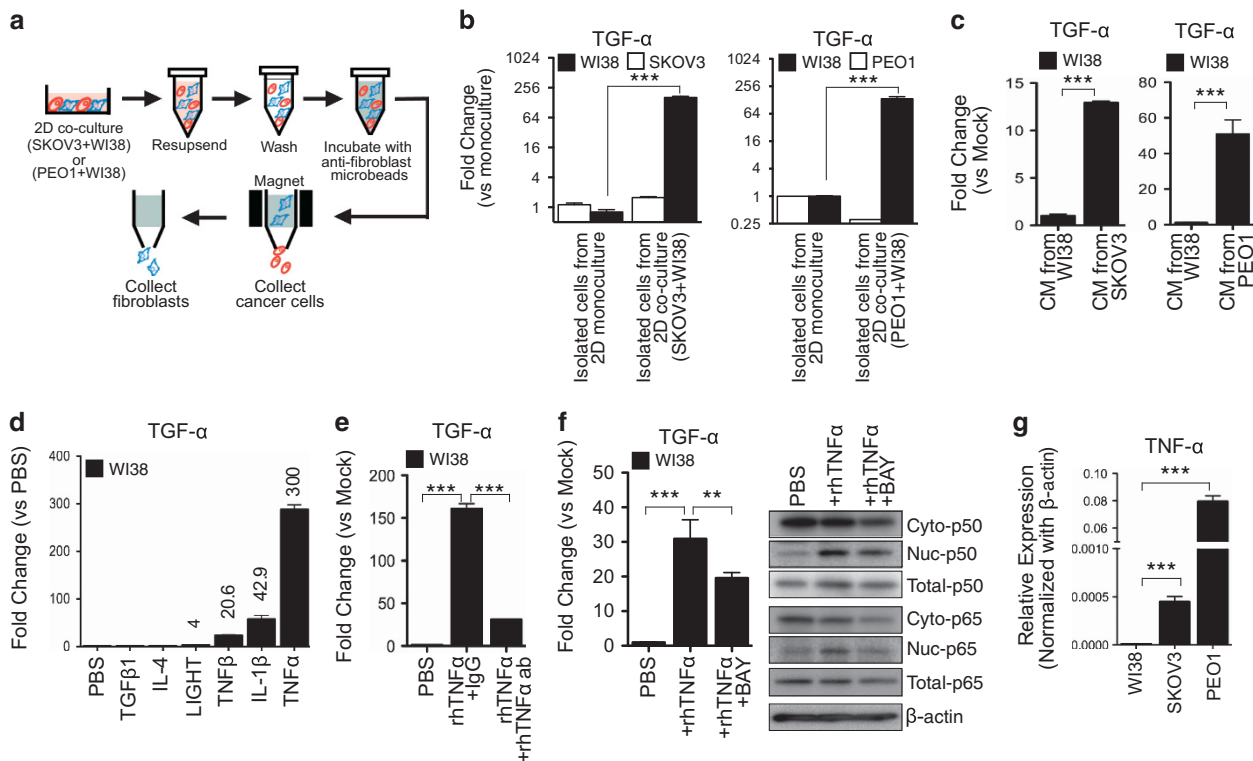 a
2D co-culture
(SKOV3+WI38)
or
(PEO1+WI38)
Resupsend
Wash
Incubate with
anti-fibroblast
microbeads
Magnet
Collect
fibroblasts
Collect
cancer cells
b
TGF-α
WI38 SKOV3
***
Fold Change
(vs monoculture)
1024
256
64
16
4
1
Isolated cells from
2D monoculture
Isolated cells from
2D co-culture
(SKOV3+WI38)
TGF-α
WI38 PEO1
***
1024
256
64
16
4
1
0.25
Isolated cells from
2D monoculture
Isolated cells from
2D co-culture
(PEO1+WI38)
c
TGF-α
WI38
***
Fold Change
(vs Mock)
15
10
5
0
CM from
WI38
CM from
SKOV3
TGF-α
WI38
***
80
60
40
20
0
CM from
WI38
CM from
PEO1
d
TGF-α
WI38
Fold Change (vs PBS)
400
300
200
100
0
4
20.6
42.9
300
PBS
TGFβ1
IL-4
LIGHT
TNFβ
IL-1β
TNFα
e
TGF-α
WI38
*** ***
Fold Change (vs Mock)
200
150
100
50
0
PBS
rhTNFα
+IgG
rhTNFα
+rhTNFα ab
f
TGF-α
WI38
*** **
Fold Change (vs Mock)
50
40
30
20
10
0
PBS
+rhTNFα
+rhTNFα
+BAY
PBS
+rhTNFα
+rhTNFα
+BAY
Cyto-p50
Nuc-p50
Total-p50
Cyto-p65
Nuc-p65
Total-p65
β-actin
g
TNF-α
***
***
Relative Expression
(Normalized with β-actin)
0.10
0.08
0.06
0.0010
0.0005
0.0000
WI38
SKOV3
PEO1